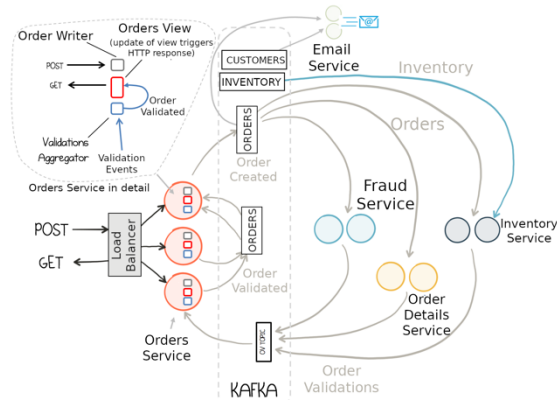 Orders View
(update of view triggers
HTTP response)
Order Writer
POST
GET
Order
Validated
Validations
Aggregator
Validation
Events
Orders Service in detail
CUSTOMERS
INVENTORY
Email
Service
Inventory
ORDERS
Orders
Order
Created
Fraud
Service
Inventory
Service
POST
GET
Load
Balancer
ORDERS
Order
Validated
Order
Details
Service
Orders
Service
OV TOPIC
Order
Validations
KAFKA